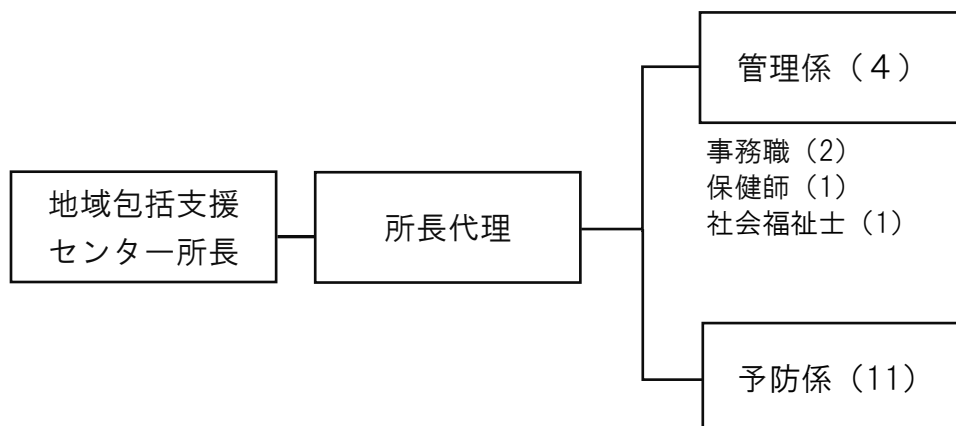 管理係（４）
事務職（2）
保健師（1）
社会福祉士（1）
地域包括支援
センター所長
所長代理
予防係（11）